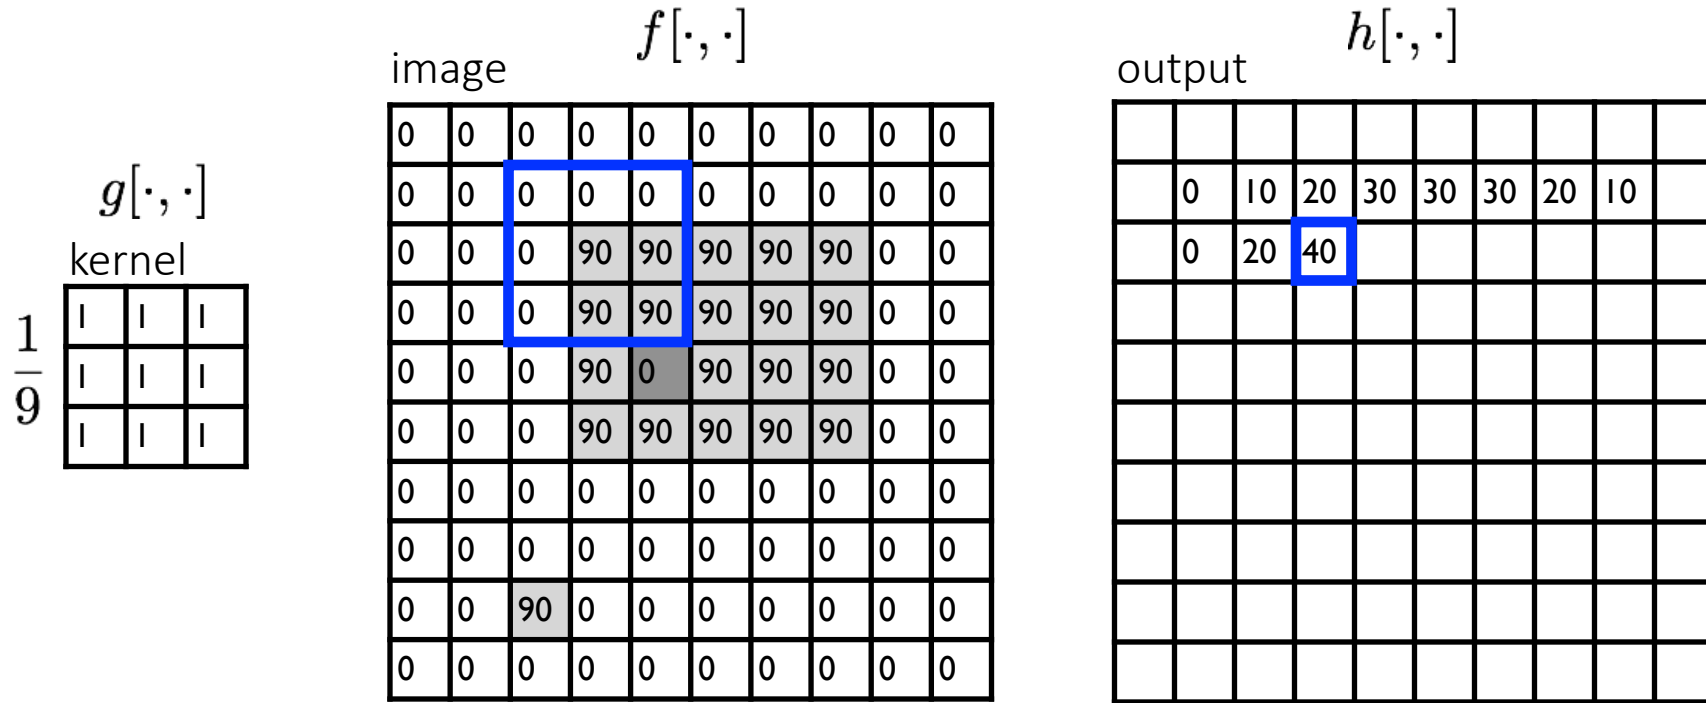 f[·, ·]
h[·, ·]
image
output
g[·, ·]
kernel
1/9
1 1 1
1 1 1
1 1 1
0 0 0 0 0 0 0 0 0 0
0 0 0 0 0 0 0 0 0 0
0 0 0 90 90 90 90 90 0 0
0 0 0 90 90 90 90 90 0 0
0 0 0 90 0 90 90 90 0 0
0 0 0 90 90 90 90 90 0 0
0 0 0 0 0 0 0 0 0 0
0 0 0 0 0 0 0 0 0 0
0 0 90 0 0 0 0 0 0 0
0 0 0 0 0 0 0 0 0 0
0 10 20 30 30 30 20 10
0 20 40